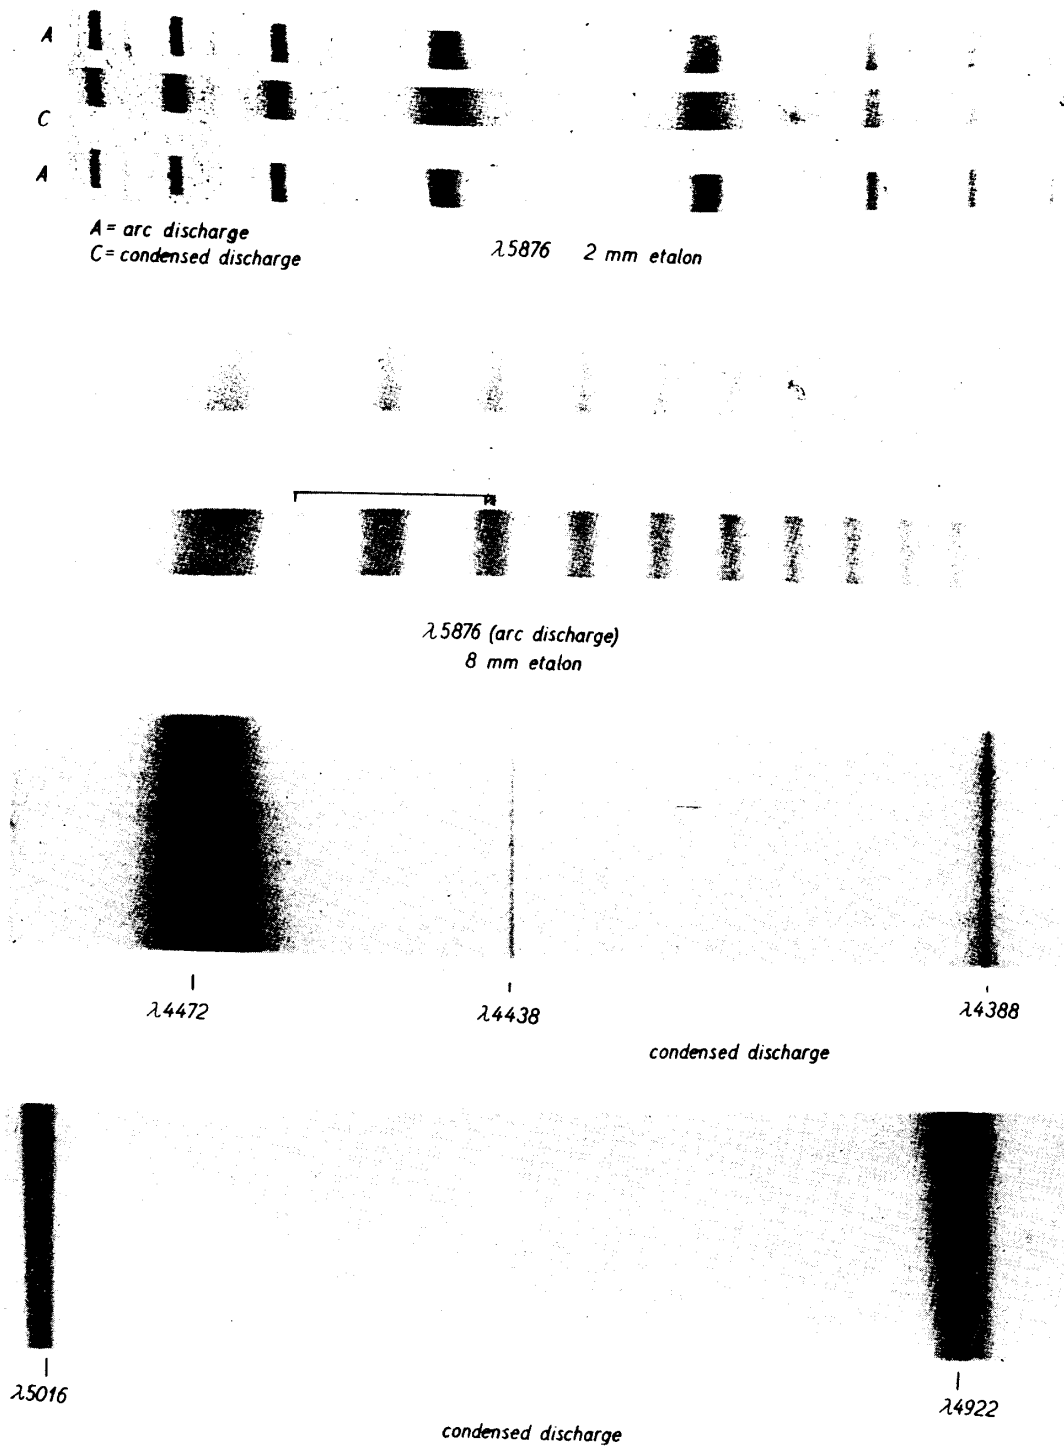 A
C
A
A = arc discharge
C = condensed discharge
λ5876 2 mm etalon
λ5876 (arc discharge)
8 mm etalon
λ4472
λ4438
λ4388
condensed discharge
λ5016
λ4922
condensed discharge